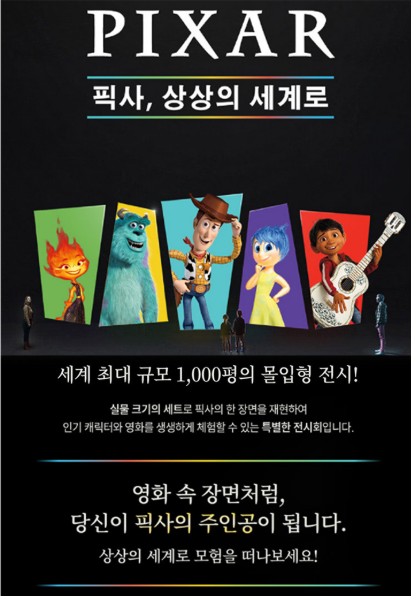 PIXAR
픽사, 상상의 세계로
세계 최대 규모 1,000평의 몰입형 전시!
실물 크기의 세트로 픽사의 한 장면을 재현하여
인기 캐릭터와 영화를 생생하게 체험할 수 있는 특별한 전시회입니다.
영화 속 장면처럼,
당신이 픽사의 주인공이 됩니다.
상상의 세계로 모험을 떠나보세요!